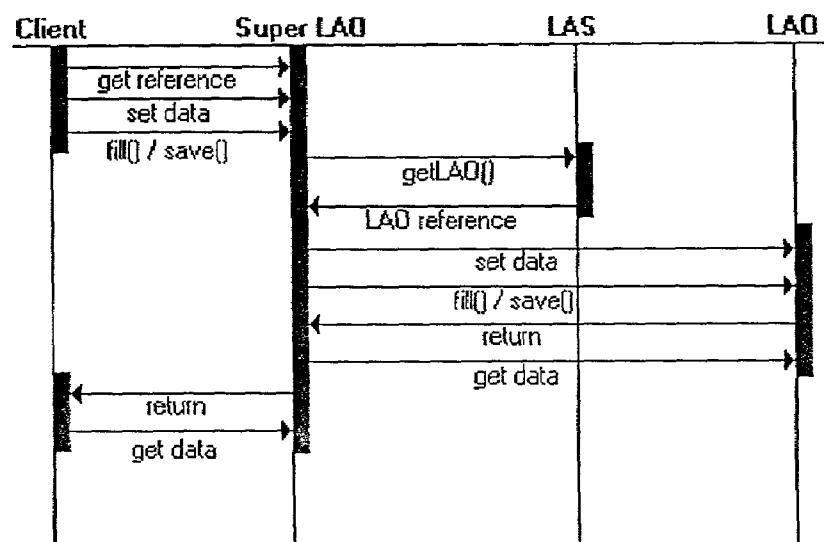 Client Super LAO LAS LAO
get reference
set data
fill() / save()
getLAO()
LAO reference
set data
fill() / save()
return
get data
return
get data